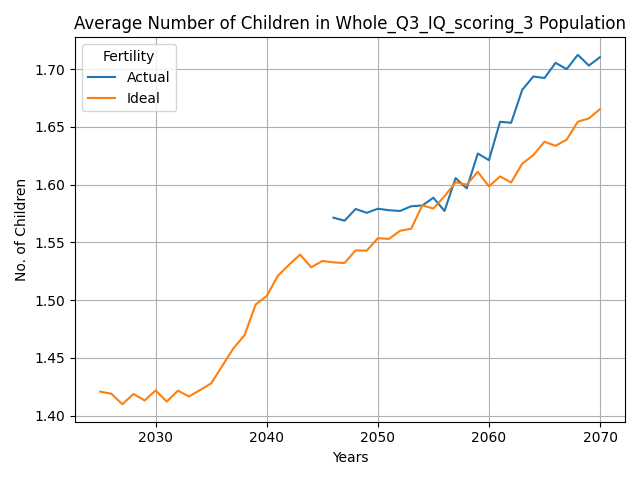 Average Number of Children in Whole_Q3_IQ_scoring_3 Population
Fertility
Actual
Ideal
No. of Children
1.70
1.65
1.60
1.55
1.50
1.45
1.40
2030 2040 2050 2060 2070
Years